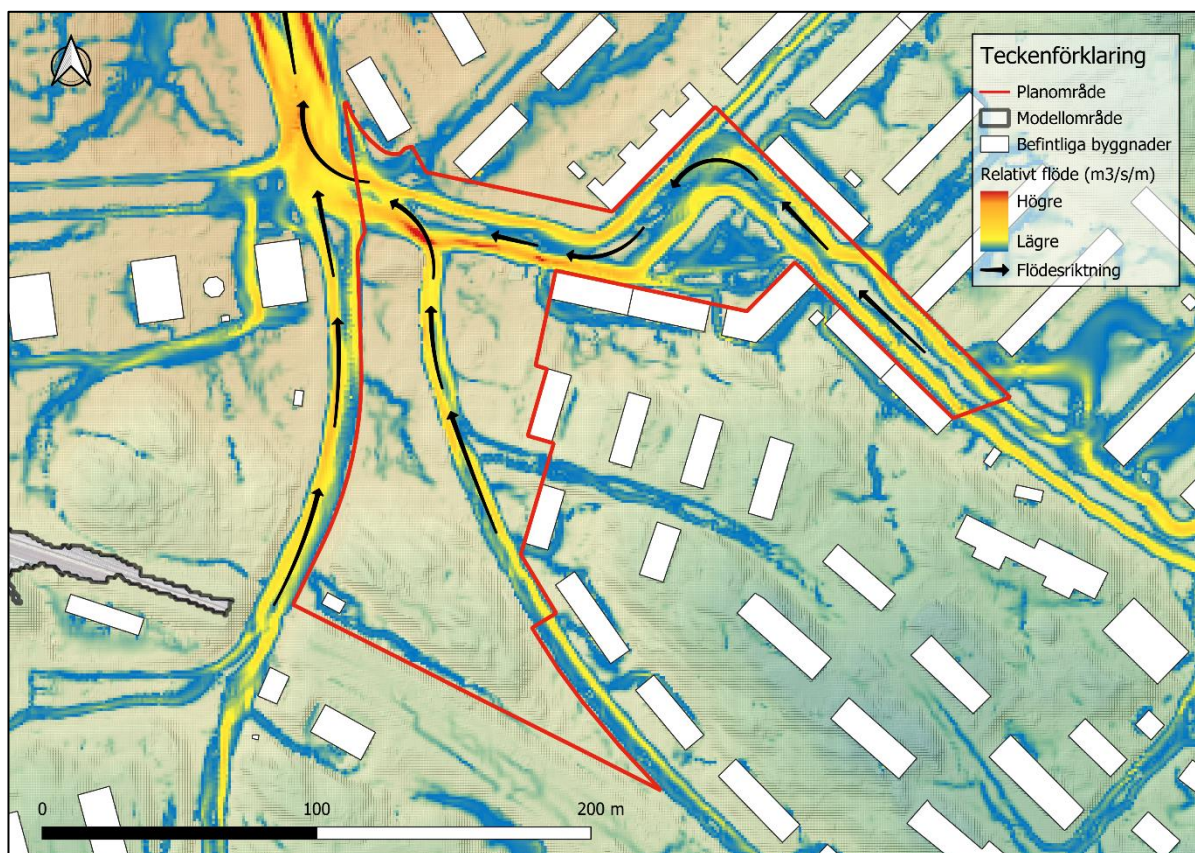 Teckenförklaring
Planområde
Modellområde
Befintliga byggnader
Relativt flöde (m3/s/m)
Högre
Lägre
Flödesriktning
0 100 200 m